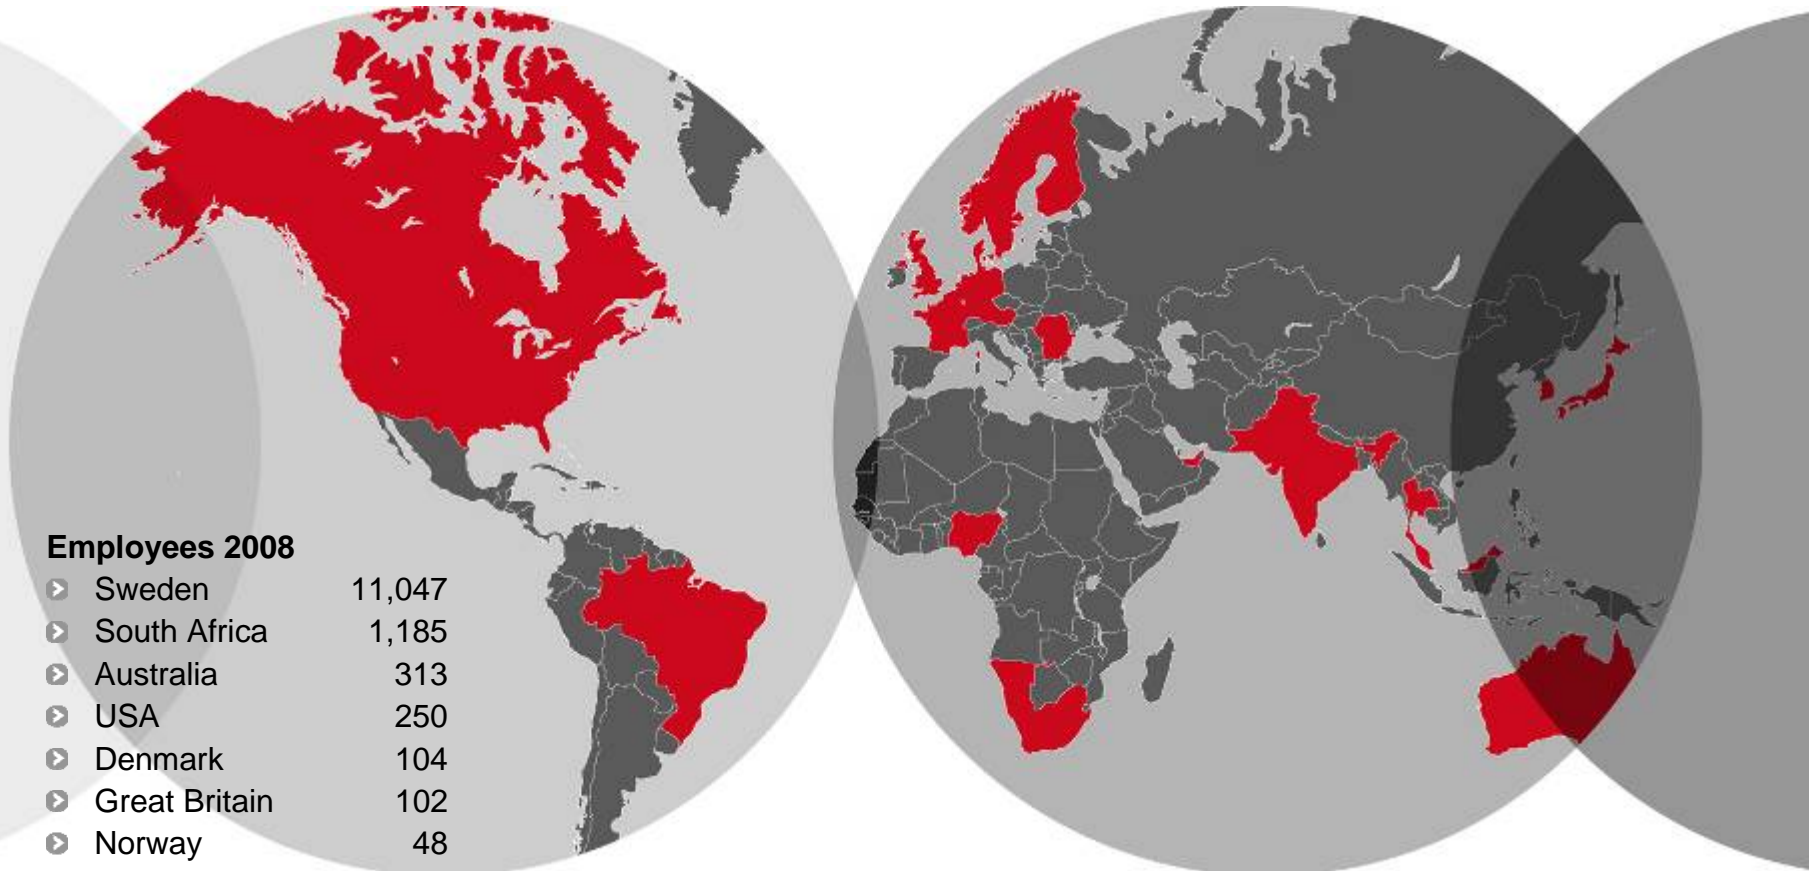 Employees 2008
Sweden 11,047
South Africa 1,185
Australia 313
USA 250
Denmark 104
Great Britain 102
Norway 48